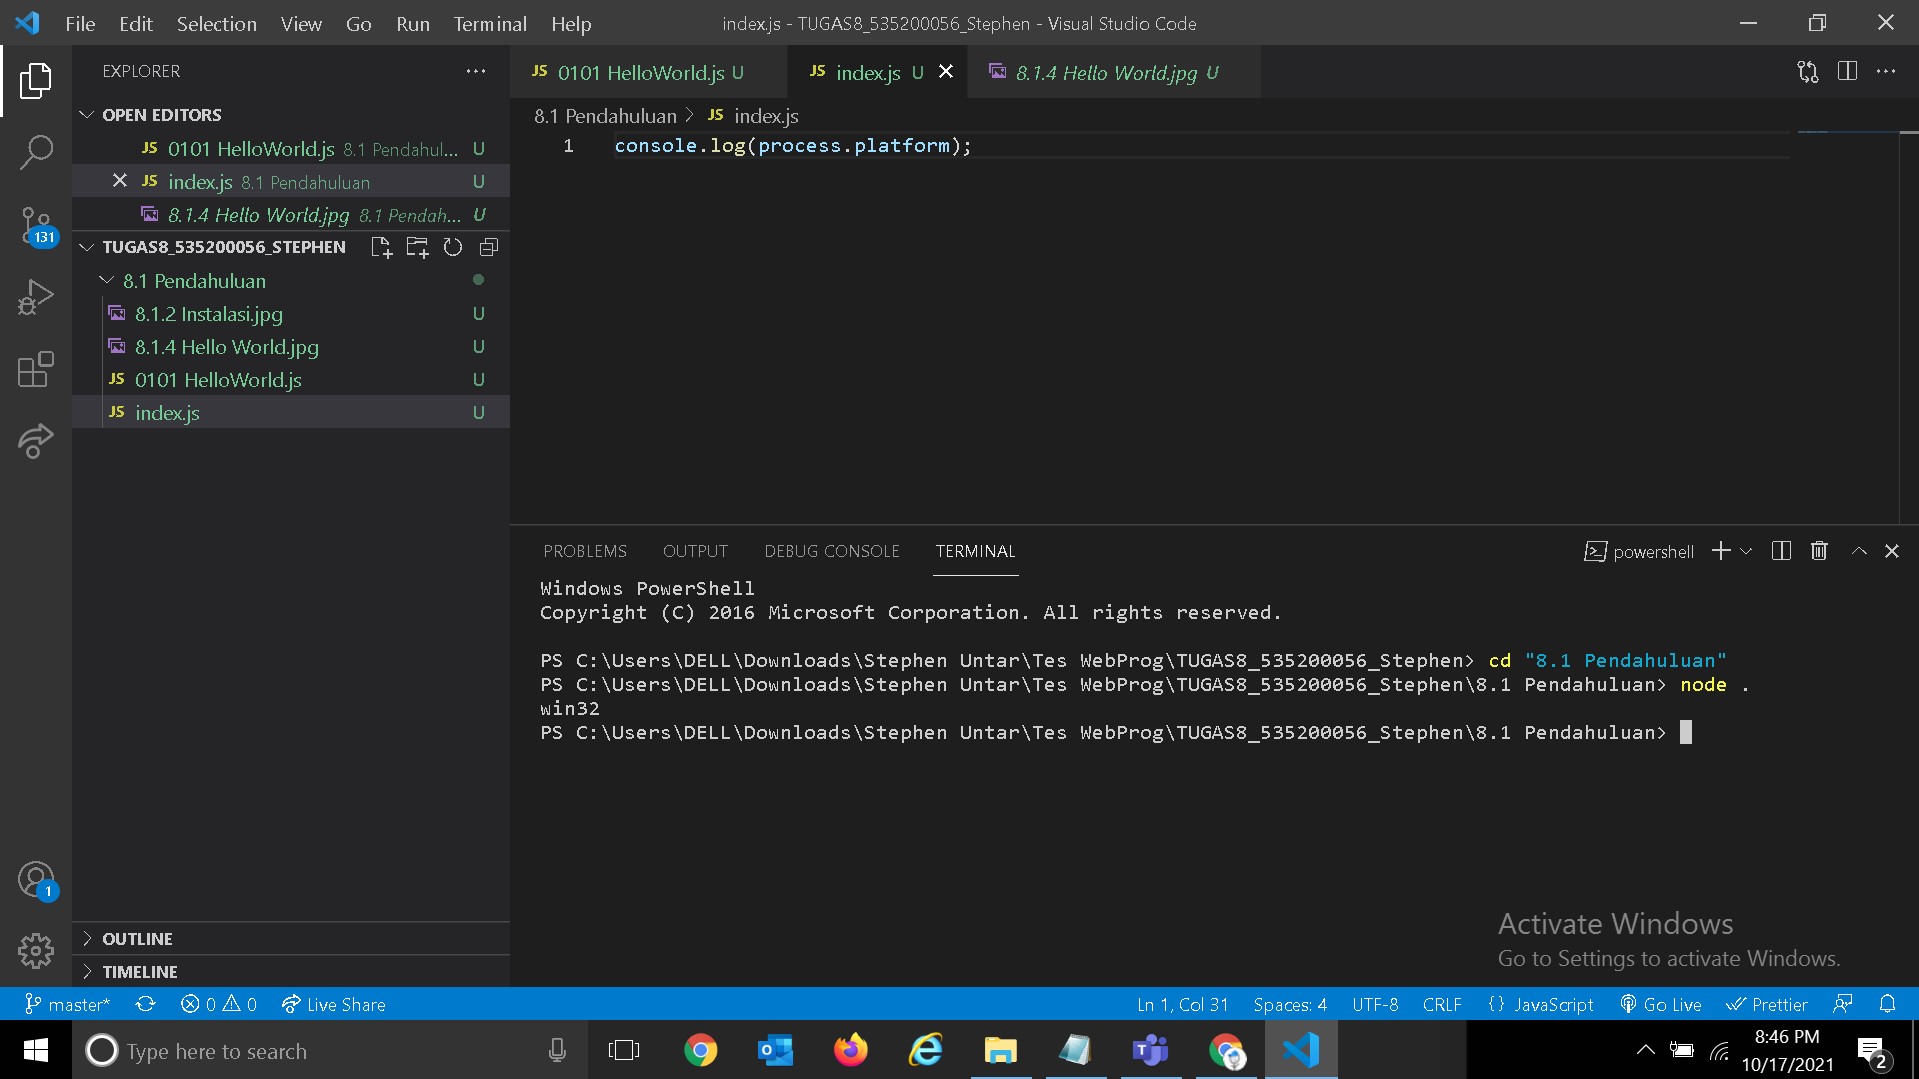 File Edit Selection View Go Run Terminal Help
index.js - TUGAS8_535200056_Stephen - Visual Studio Code
EXPLORER
OPEN EDITORS
JS 0101 HelloWorld.js 8.1 Pendahul... U
JS index.js 8.1 Pendahuluan U
8.1.4 Hello World.jpg 8.1 Pendah... U
TUGAS8_535200056_STEPHEN
8.1 Pendahuluan
8.1.2 Instalasi.jpg U
8.1.4 Hello World.jpg U
JS 0101 HelloWorld.js U
JS index.js U
131
1
OUTLINE
TIMELINE
JS 0101 HelloWorld.js U
JS index.js U
8.1.4 Hello World.jpg U
8.1 Pendahuluan > JS index.js
1 console.log(process.platform);
PROBLEMS OUTPUT DEBUG CONSOLE TERMINAL
powershell
Windows PowerShell
Copyright (C) 2016 Microsoft Corporation. All rights reserved.
PS C:\Users\DELL\Downloads\Stephen Untar\Tes WebProg\TUGAS8_535200056_Stephen> cd "8.1 Pendahuluan"
PS C:\Users\DELL\Downloads\Stephen Untar\Tes WebProg\TUGAS8_535200056_Stephen\8.1 Pendahuluan> node .
win32
PS C:\Users\DELL\Downloads\Stephen Untar\Tes WebProg\TUGAS8_535200056_Stephen\8.1 Pendahuluan>
Activate Windows
Go to Settings to activate Windows.
master* 0 0 Live Share
Ln 1, Col 31 Spaces: 4 UTF-8 CRLF {} JavaScript Go Live Prettier
Type here to search
8:46 PM
10/17/2021
2